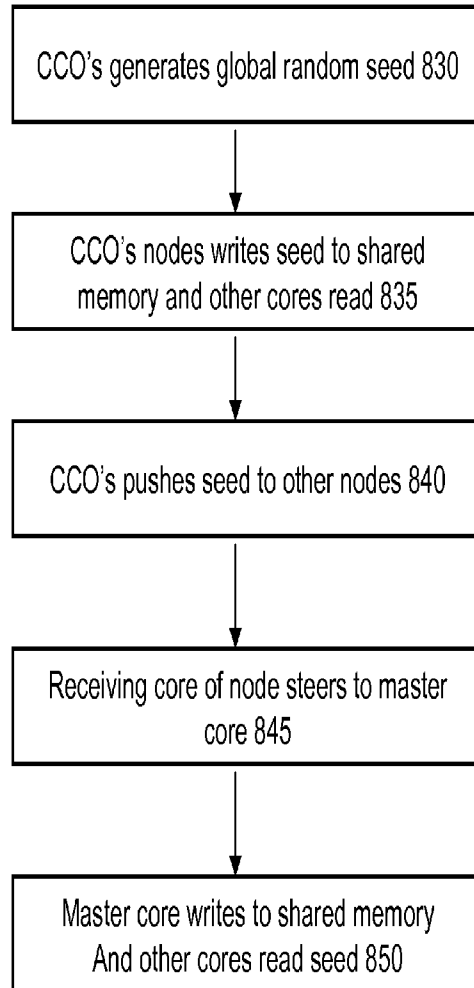 CCO's generates global random seed 830
CCO's nodes writes seed to shared
memory and other cores read 835
CCO's pushes seed to other nodes 840
Receiving core of node steers to master
core 845
Master core writes to shared memory
And other cores read seed 850